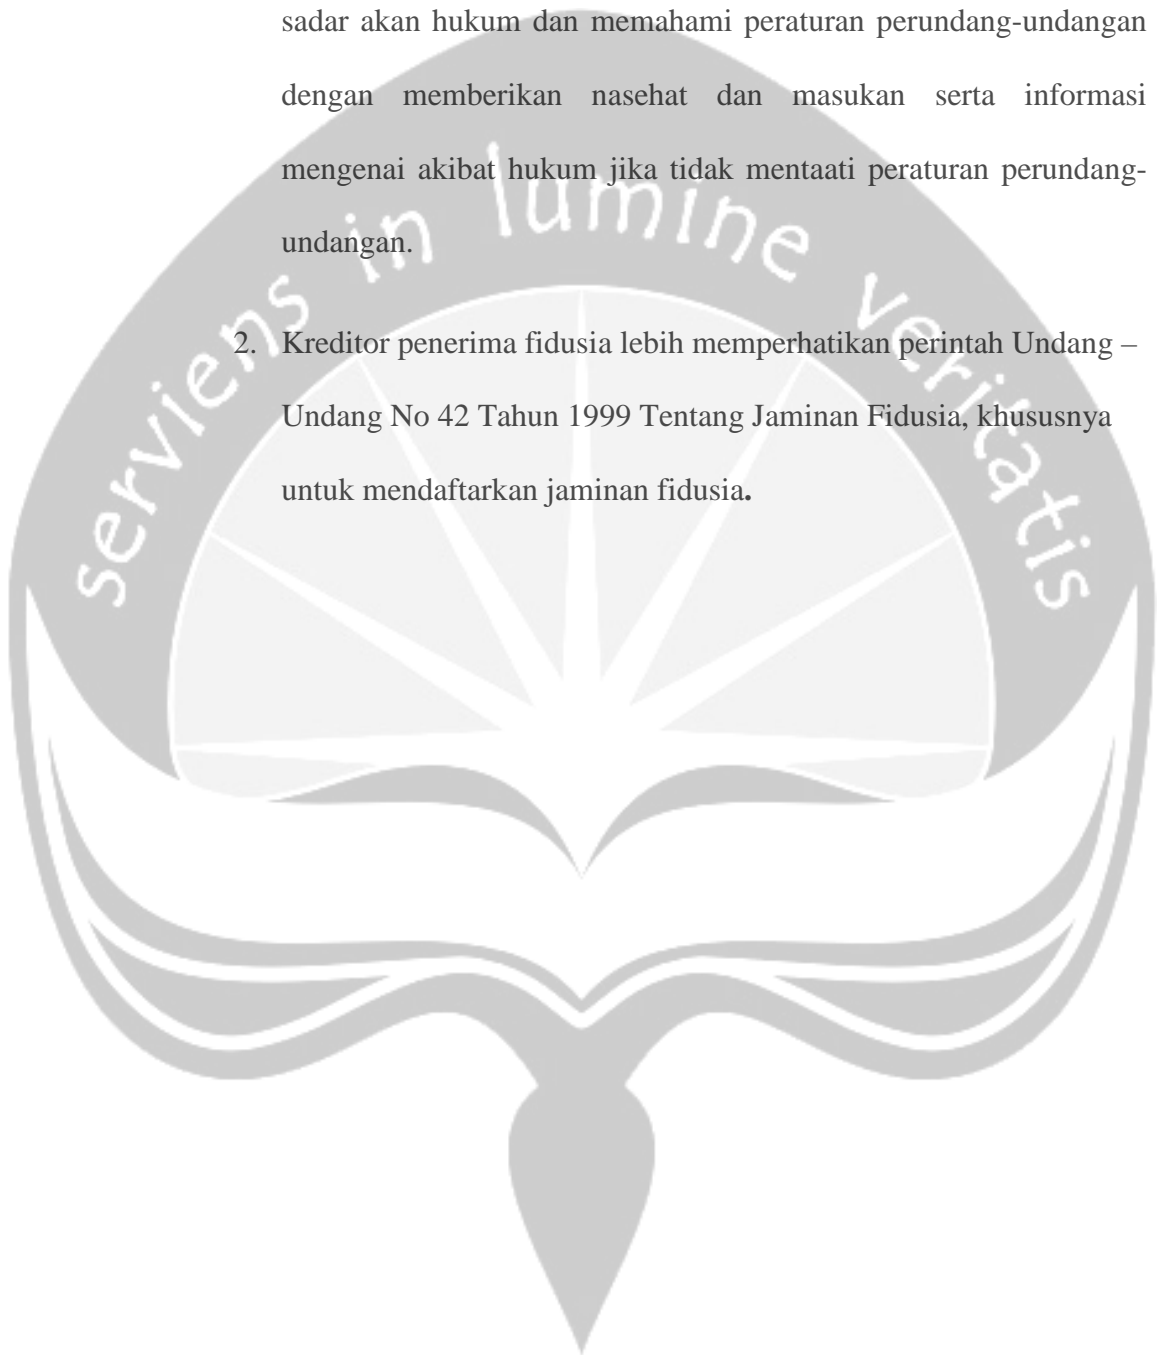 sadar akan hukum dan memahami peraturan perundang-undangan
dengan memberikan nasehat dan masukan serta informasi
mengenai akibat hukum jika tidak mentaati peraturan perundang-
undangan.
serviens in lumine veritatis
2. Kreditor penerima fidusia lebih memperhatikan perintah Undang –
Undang No 42 Tahun 1999 Tentang Jaminan Fidusia, khususnya
untuk mendaftarkan jaminan fidusia.